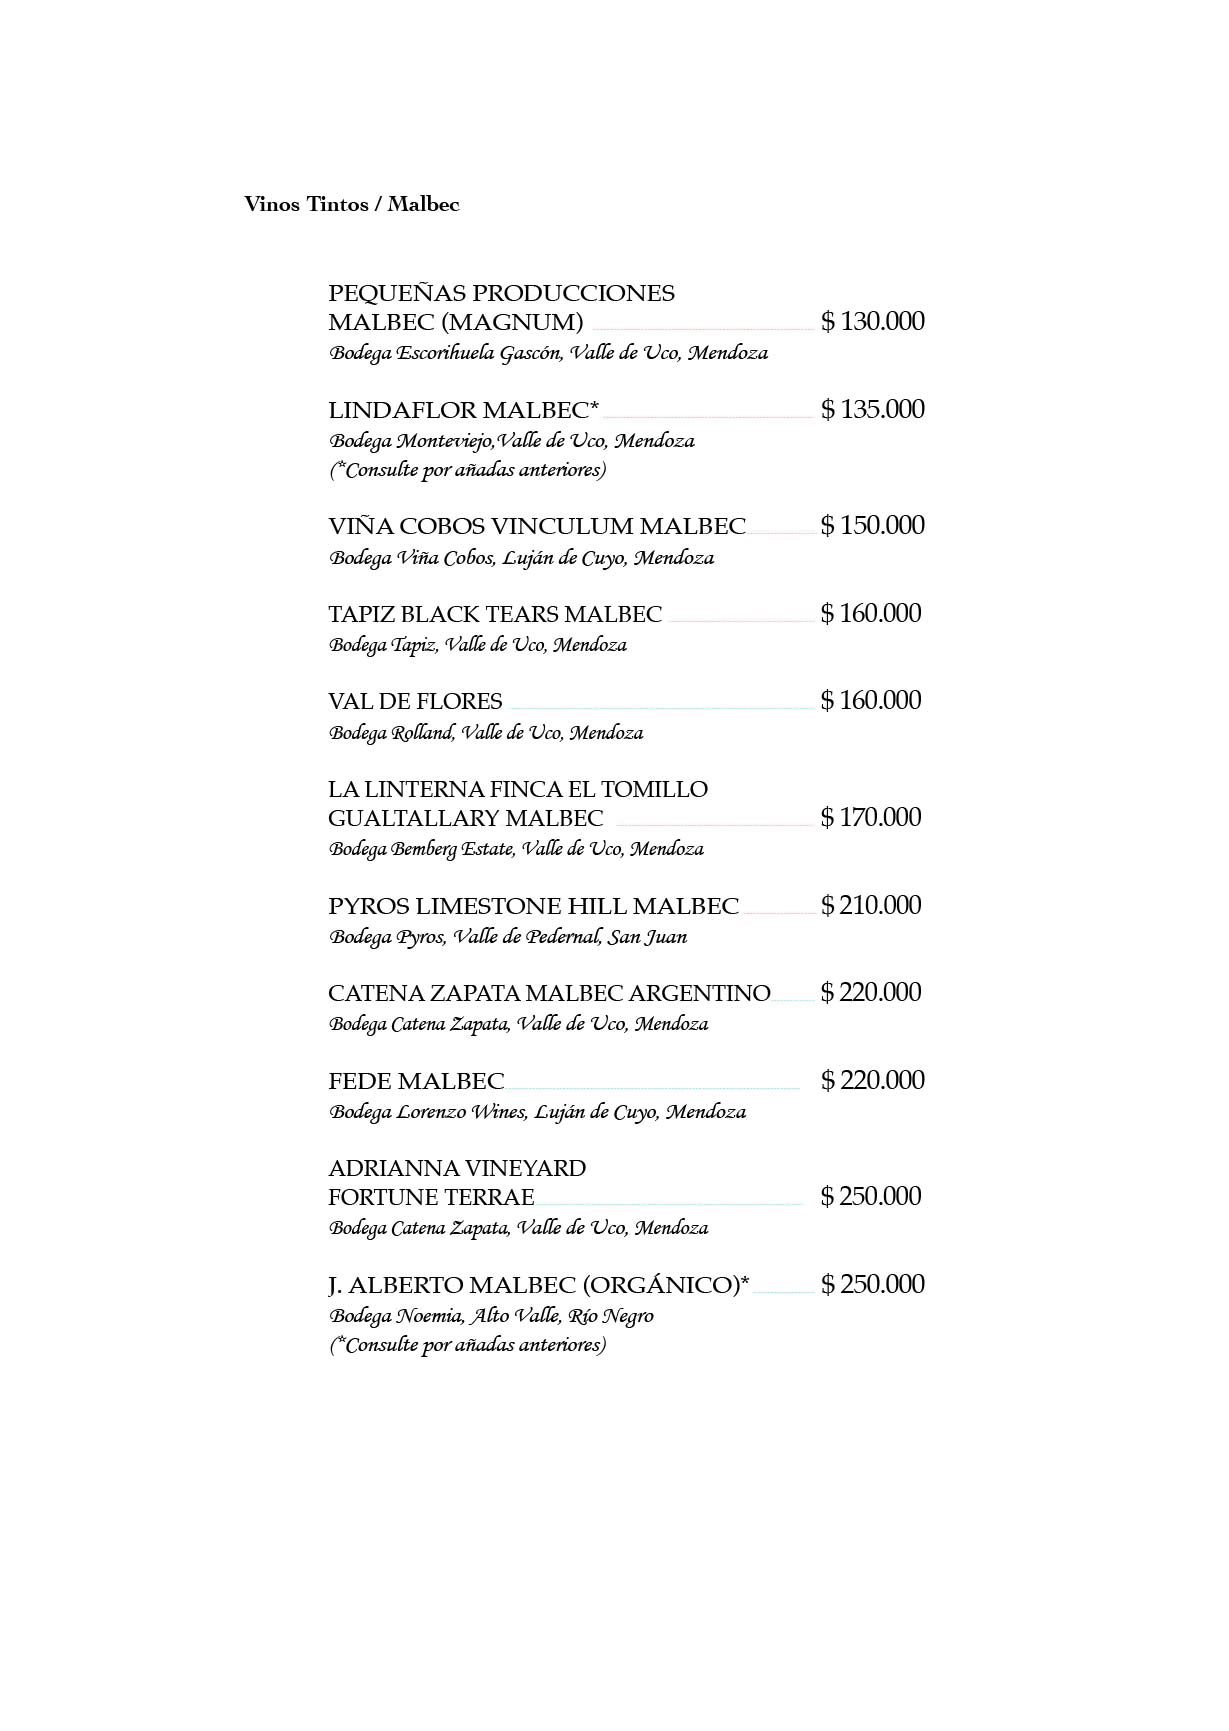 Vinos Tintos / Malbec
PEQUEÑAS PRODUCCIONES
MALBEC (MAGNUM) $ 130.000
Bodega Escorihuela Gascón, Valle de Uco, Mendoza
LINDAFLOR MALBEC* $ 135.000
Bodega Monteviejo,Valle de Uco, Mendoza
(*Consulte por añadas anteriores)
VIÑA COBOS VINCULUM MALBEC $ 150.000
Bodega Viña Cobos, Luján de Cuyo, Mendoza
TAPIZ BLACK TEARS MALBEC $ 160.000
Bodega Tapiz, Valle de Uco, Mendoza
VAL DE FLORES $ 160.000
Bodega Rolland, Valle de Uco, Mendoza
LA LINTERNA FINCA EL TOMILLO
GUALTALLARY MALBEC $ 170.000
Bodega Bemberg Estate, Valle de Uco, Mendoza
PYROS LIMESTONE HILL MALBEC $ 210.000
Bodega Pyros, Valle de Pedernal, San Juan
CATENA ZAPATA MALBEC ARGENTINO $ 220.000
Bodega Catena Zapata, Valle de Uco, Mendoza
FEDE MALBEC $ 220.000
Bodega Lorenzo Wines, Luján de Cuyo, Mendoza
ADRIANNA VINEYARD
FORTUNE TERRAE $ 250.000
Bodega Catena Zapata, Valle de Uco, Mendoza
J. ALBERTO MALBEC (ORGÁNICO)* $ 250.000
Bodega Noemia, Alto Valle, Río Negro
(*Consulte por añadas anteriores)